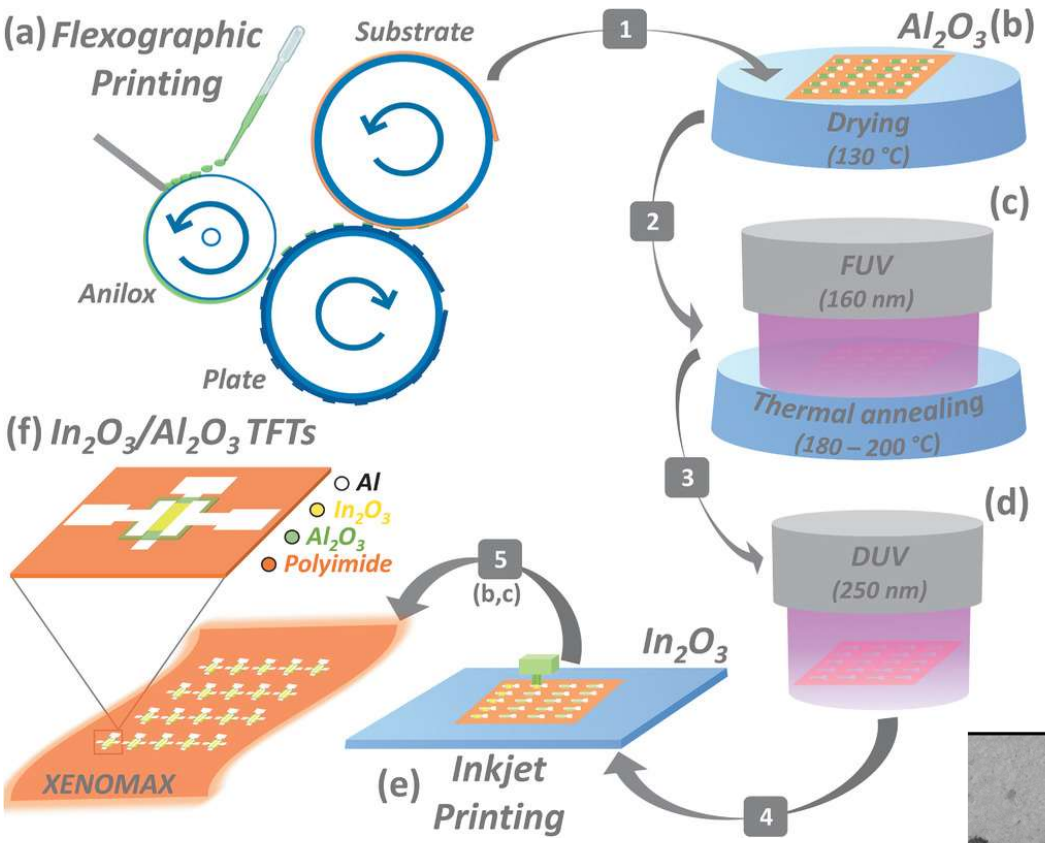 (a) Flexographic
Printing
Substrate
Anilox
Plate
1
Al₂O₃ (b)
Drying
(130 °C)
2
(c)
FUV
(160 nm)
Thermal annealing
(180 – 200 °C)
3
(d)
DUV
(250 nm)
4
In₂O₃
(e) Inkjet
Printing
5
(b,c)
(f) In₂O₃/Al₂O₃ TFTs
Al
In₂O₃
Al₂O₃
Polyimide
XENOMAX